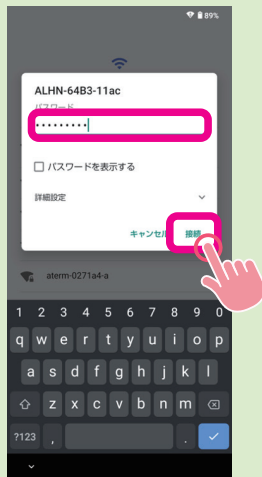 89%
ALHN-64B3-11ac
パスワード
•••••••••
パスワードを表示する
詳細設定
キャンセル 接続
aterm-0271a4-a
1 2 3 4 5 6 7 8 9 0
q w e r t y u i o p
a s d f g h j k l
z x c v b n m
?123 , .